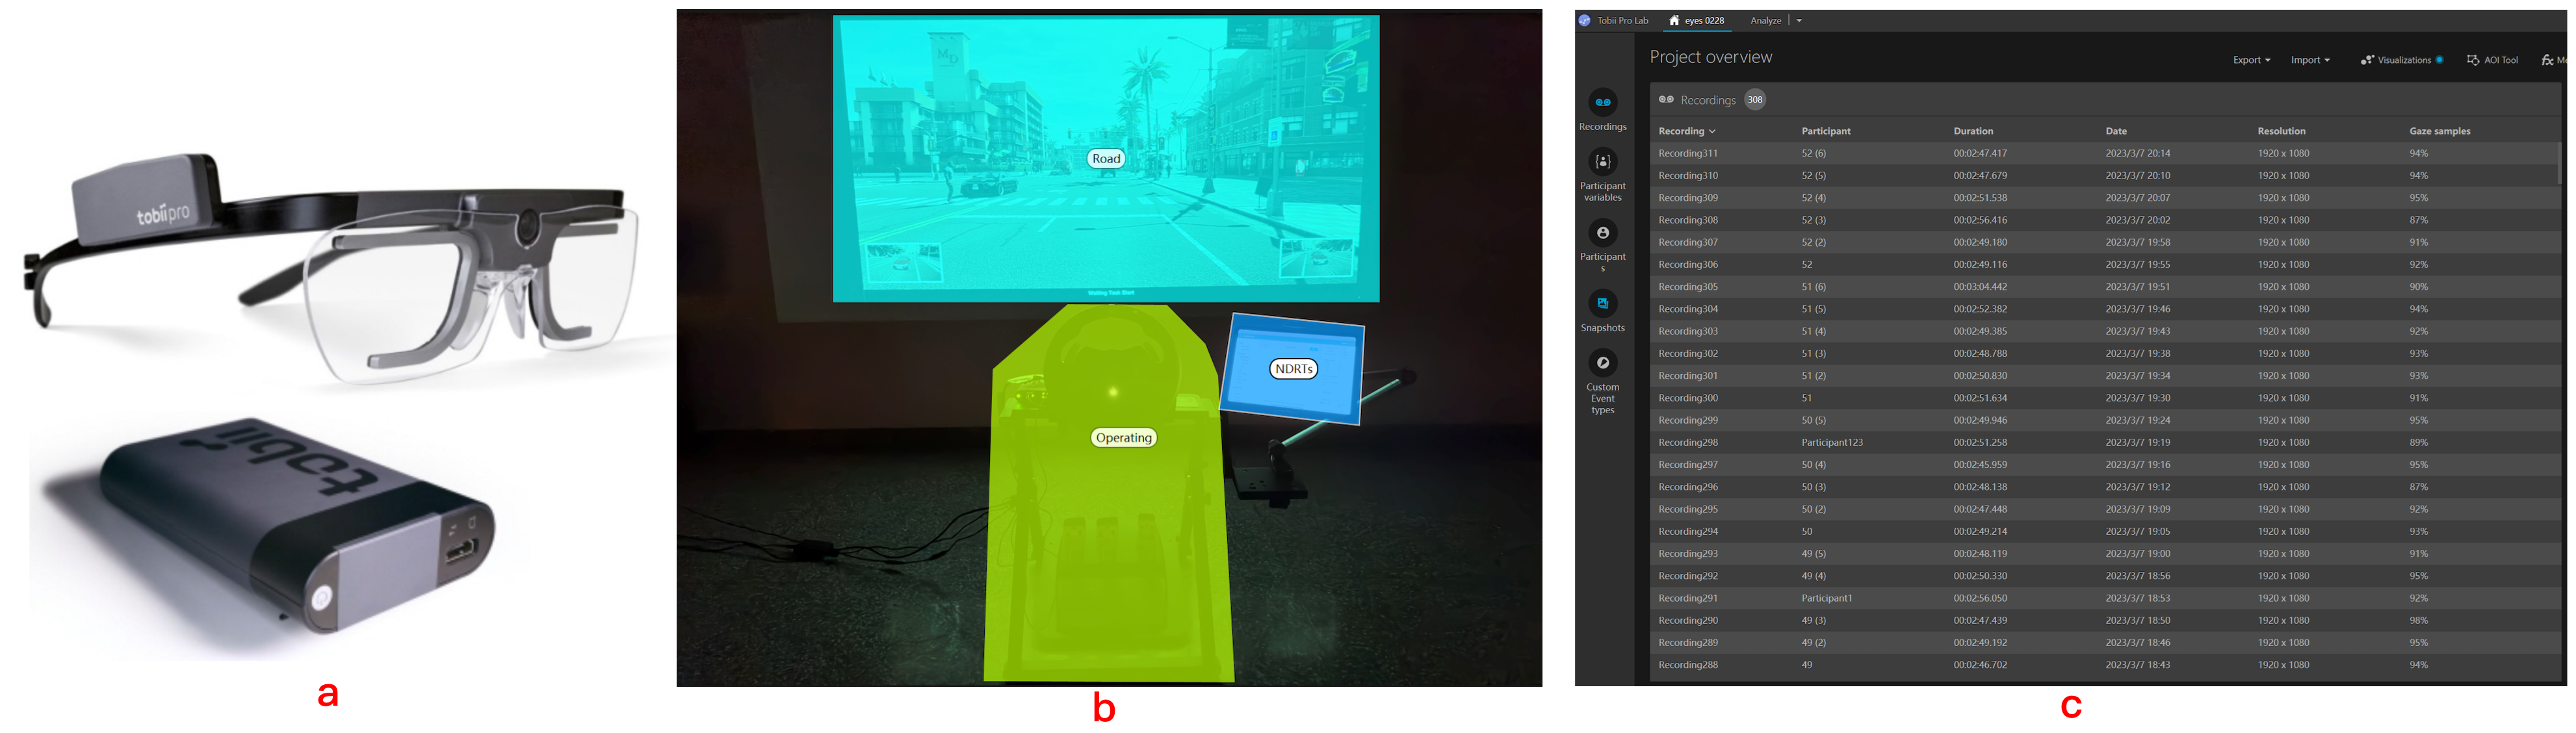 tobii pro
tobii
a
MD
Road
Waiting Task Start
NDRTs
Operating
b
Tobii Pro Lab eyes 0228 Analyze
Project overview
Export Import Visualizations AOI Tool fx Me
Recordings 308
Recordings
Participant
variables
Participant
s
Snapshots
Custom
Event
types
Recording Participant Duration Date Resolution Gaze samples
Recording311 52 (6) 00:02:47.417 2023/3/7 20:14 1920 x 1080 94%
Recording310 52 (5) 00:02:47.679 2023/3/7 20:10 1920 x 1080 94%
Recording309 52 (4) 00:02:51.538 2023/3/7 20:07 1920 x 1080 95%
Recording308 52 (3) 00:02:56.416 2023/3/7 20:02 1920 x 1080 87%
Recording307 52 (2) 00:02:49.180 2023/3/7 19:58 1920 x 1080 91%
Recording306 52 00:02:49.116 2023/3/7 19:55 1920 x 1080 92%
Recording305 51 (6) 00:03:04.442 2023/3/7 19:51 1920 x 1080 90%
Recording304 51 (5) 00:02:52.382 2023/3/7 19:46 1920 x 1080 94%
Recording303 51 (4) 00:02:49.385 2023/3/7 19:43 1920 x 1080 92%
Recording302 51 (3) 00:02:48.788 2023/3/7 19:38 1920 x 1080 93%
Recording301 51 (2) 00:02:50.830 2023/3/7 19:34 1920 x 1080 93%
Recording300 51 00:02:51.634 2023/3/7 19:30 1920 x 1080 91%
Recording299 50 (5) 00:02:49.946 2023/3/7 19:24 1920 x 1080 95%
Recording298 Participant123 00:02:51.258 2023/3/7 19:19 1920 x 1080 89%
Recording297 50 (4) 00:02:45.959 2023/3/7 19:16 1920 x 1080 95%
Recording296 50 (3) 00:02:48.138 2023/3/7 19:12 1920 x 1080 87%
Recording295 50 (2) 00:02:47.448 2023/3/7 19:09 1920 x 1080 92%
Recording294 50 00:02:49.214 2023/3/7 19:05 1920 x 1080 93%
Recording293 49 (5) 00:02:48.119 2023/3/7 19:00 1920 x 1080 91%
Recording292 49 (4) 00:02:50.330 2023/3/7 18:56 1920 x 1080 95%
Recording291 Participant1 00:02:56.050 2023/3/7 18:53 1920 x 1080 92%
Recording290 49 (3) 00:02:47.439 2023/3/7 18:50 1920 x 1080 98%
Recording289 49 (2) 00:02:49.192 2023/3/7 18:46 1920 x 1080 95%
Recording288 49 00:02:46.702 2023/3/7 18:43 1920 x 1080 94%
c